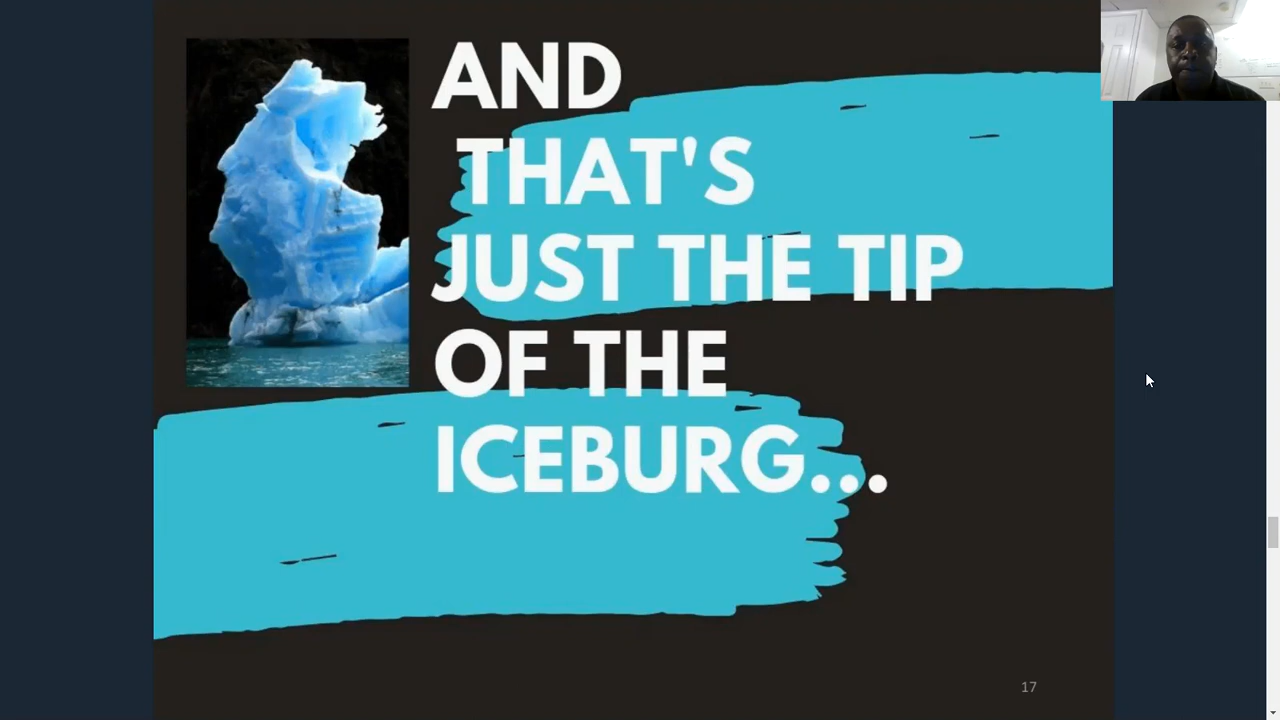 AND
THAT'S
JUST THE TIP
OF THE
ICEBURG...
17